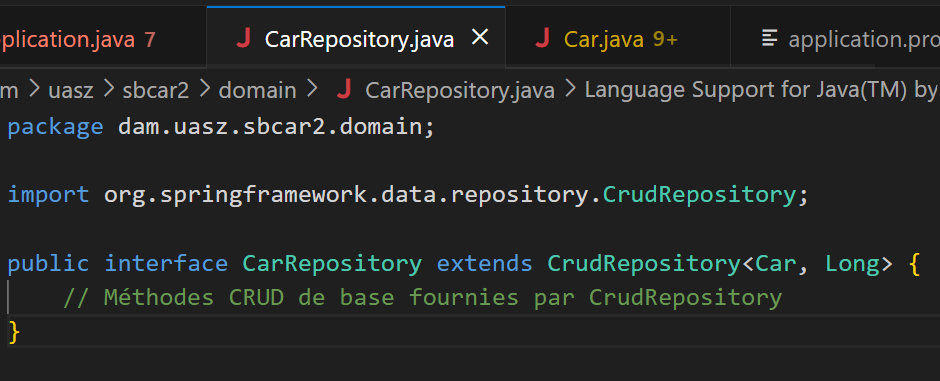 plication.java 7 CarRepository.java × Car.java 9+ application.pro
m > uasz > sbcar2 > domain > CarRepository.java > Language Support for Java(TM) by
package dam.uasz.sbcar2.domain;
import org.springframework.data.repository.CrudRepository;
public interface CarRepository extends CrudRepository<Car, Long> {
// Méthodes CRUD de base fournies par CrudRepository
}